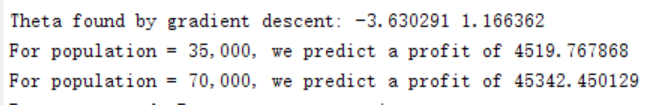 Theta found by gradient descent: -3.630291 1.166362
For population = 35,000, we predict a profit of 4519.767868
For population = 70,000, we predict a profit of 45342.450129